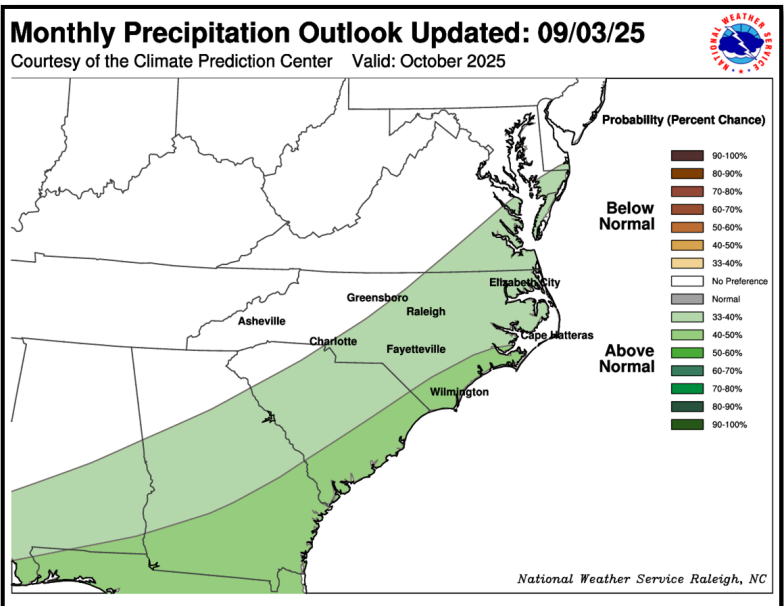 Monthly Precipitation Outlook Updated: 09/03/25
Courtesy of the Climate Prediction Center Valid: October 2025
NATIONAL WEATHER SERVICE
Probability (Percent Chance)
Below
Normal
90-100%
80-90%
70-80%
60-70%
50-60%
40-50%
33-40%
No Preference
Normal
Above
Normal
33-40%
40-50%
50-60%
60-70%
70-80%
80-90%
90-100%
Elizabeth City
Greensboro
Raleigh
Asheville
Cape Hatteras
Charlotte
Fayetteville
Wilmington
National Weather Service Raleigh, NC